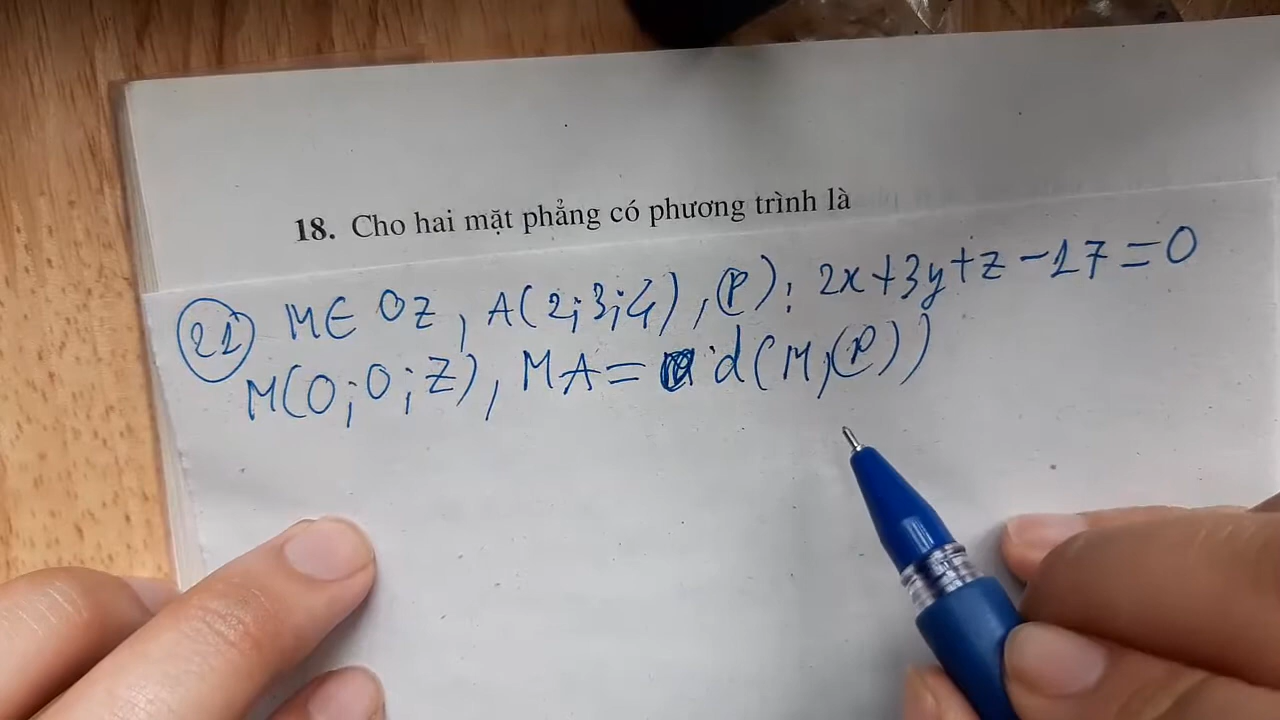 18. Cho hai mặt phẳng có phương trình là
21 M∈ Oz, A(2;3;4), (P): 2x+3y+z-17=0
M(0;0;z), MA= d(M,(P))